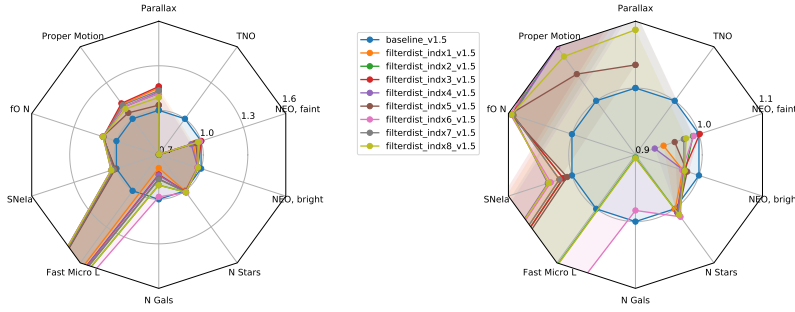 Parallax
TNO
Proper Motion
1.6
NEO, faint
1.3
1.0
0.7
fO N
SNeIa
NEO, bright
Fast Micro L
N Stars
N Gals
baseline_v1.5
filterdist_indx1_v1.5
filterdist_indx2_v1.5
filterdist_indx3_v1.5
filterdist_indx4_v1.5
filterdist_indx5_v1.5
filterdist_indx6_v1.5
filterdist_indx7_v1.5
filterdist_indx8_v1.5
Parallax
TNO
Proper Motion
1.1
NEO, faint
1.0
0.9
fO N
SNeIa
NEO, bright
Fast Micro L
N Stars
N Gals